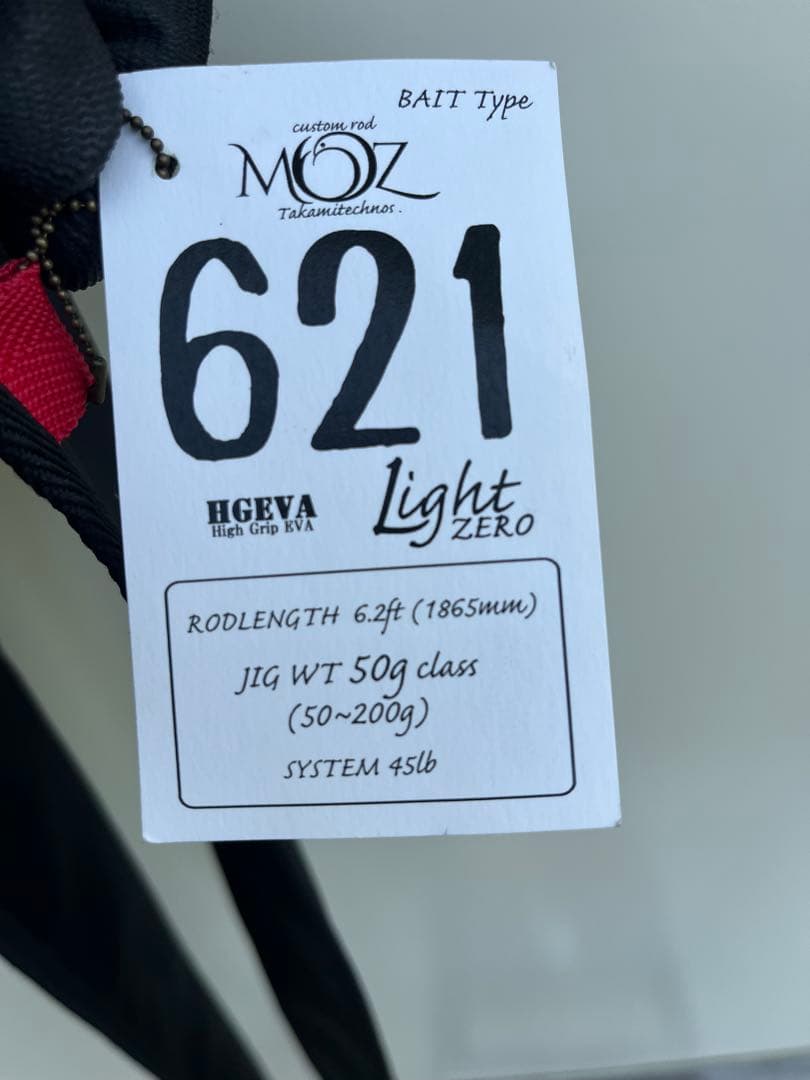 BAIT Type
custom rod
MOZ
Takamitechnos.
621
HGEVA
High Grip EVA
Light
ZERO
RODLENGTH 6.2ft (1865mm)
JIG WT 50g class
(50~200g)
SYSTEM 45lb